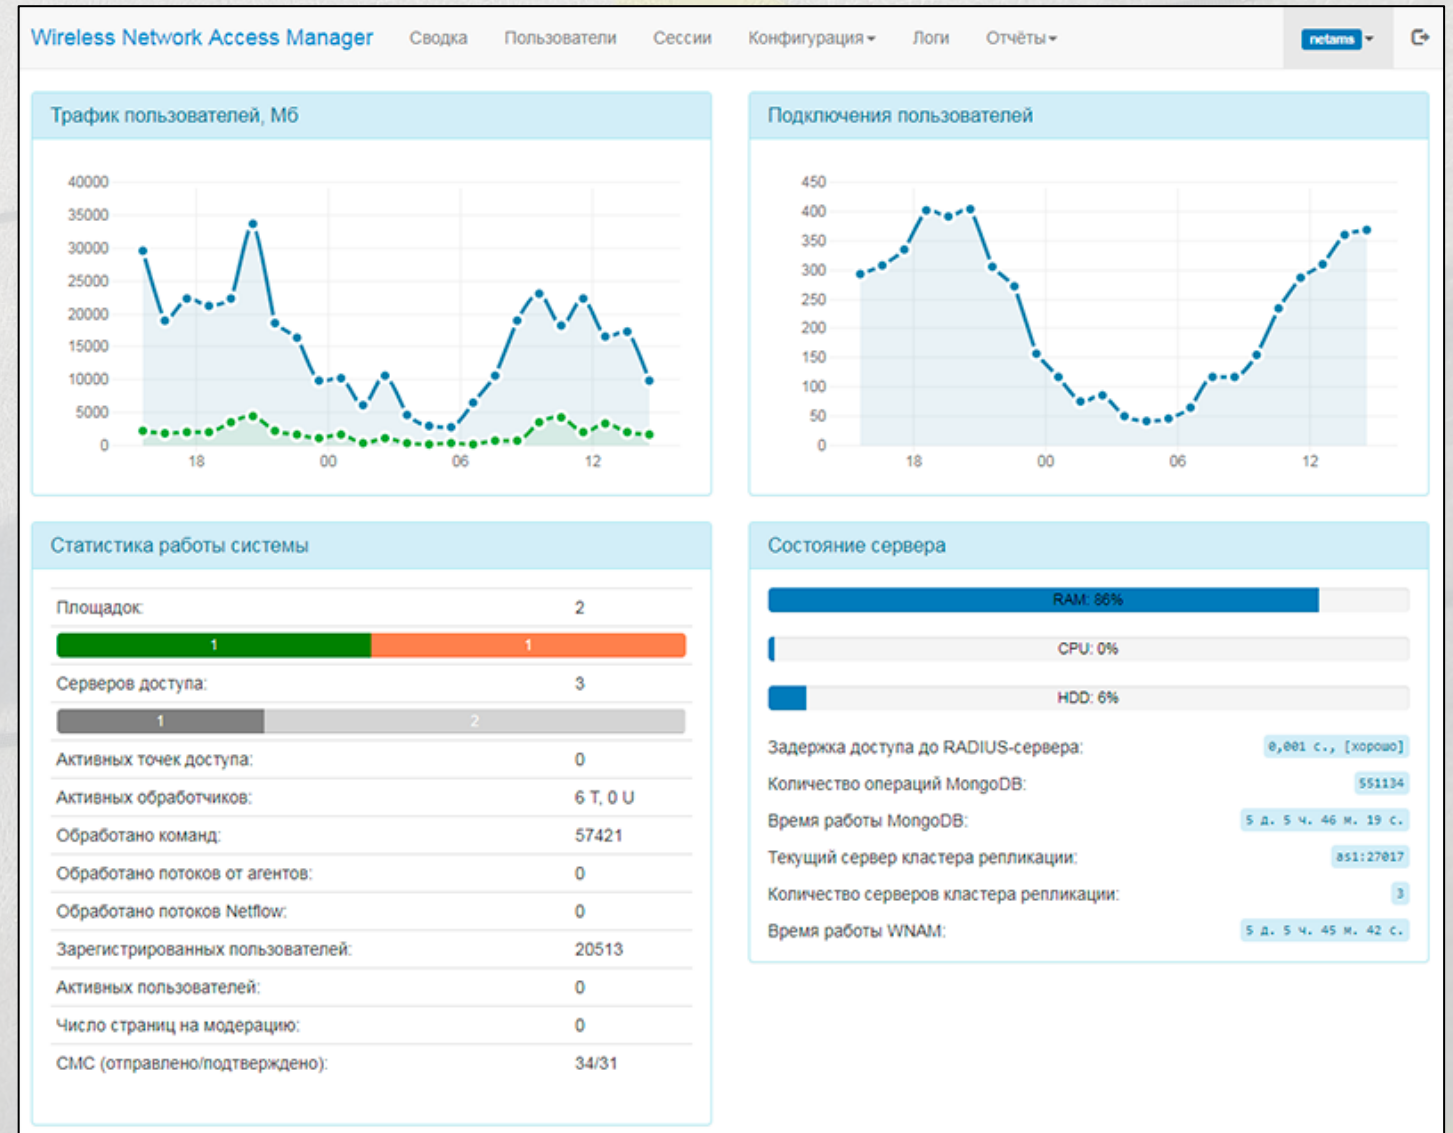 Wireless Network Access Manager Сводка Пользователи Сессии Конфигурация Логи Отчёты netams
Трафик пользователей, Мб
40000
35000
30000
25000
20000
15000
10000
5000
0
18 00 06 12
Подключения пользователей
450
400
350
300
250
200
150
100
50
0
18 00 06 12
Статистика работы системы
Площадок: 2
1 1
Серверов доступа: 3
1 2
Активных точек доступа: 0
Активных обработчиков: 6 T, 0 U
Обработано команд: 57421
Обработано потоков от агентов: 0
Обработано потоков Netflow: 0
Зарегистрированных пользователей: 20513
Активных пользователей: 0
Число страниц на модерацию: 0
СМС (отправлено/подтверждено): 34/31
Состояние сервера
RAM: 86%
CPU: 0%
HDD: 6%
Задержка доступа до RADIUS-сервера: 0,001 с., [хорошо]
Количество операций MongoDB: 551134
Время работы MongoDB: 5 д. 5 ч. 46 м. 19 с.
Текущий сервер кластера репликации: as1:27017
Количество серверов кластера репликации: 3
Время работы WNAM: 5 д. 5 ч. 45 м. 42 с.